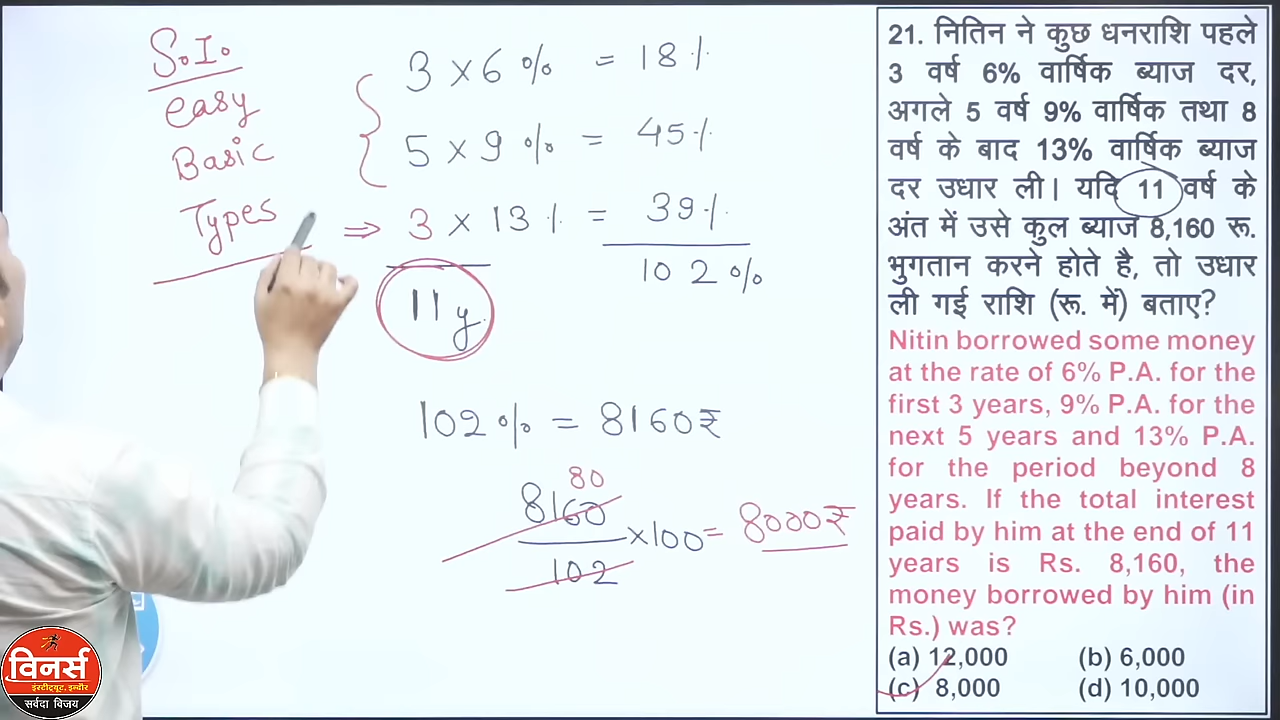 S.I.
easy
Basic
Types
3 × 6 % = 18 %
5 × 9 % = 45 %
⇒ 3 × 13 % = 39 %
102 %
11 y.
102 % = 8160 ₹
80
8160
102
×100 = 8000 ₹
21. नितिन ने कुछ धनराशि पहले
3 वर्ष 6% वार्षिक ब्याज दर,
अगले 5 वर्ष 9% वार्षिक तथा 8
वर्ष के बाद 13% वार्षिक ब्याज
दर उधार ली। यदि 11 वर्ष के
अंत में उसे कुल ब्याज 8,160 रू.
भुगतान करने होते है, तो उधार
ली गई राशि (रू. में) बताए?
Nitin borrowed some money
at the rate of 6% P.A. for the
first 3 years, 9% P.A. for the
next 5 years and 13% P.A.
for the period beyond 8
years. If the total interest
paid by him at the end of 11
years is Rs. 8,160, the
money borrowed by him (in
Rs.) was?
(a) 12,000 (b) 6,000
(c) 8,000 (d) 10,000
विनर्स
इंस्टीट्यूट, इन्दौर
सर्वदा विजय